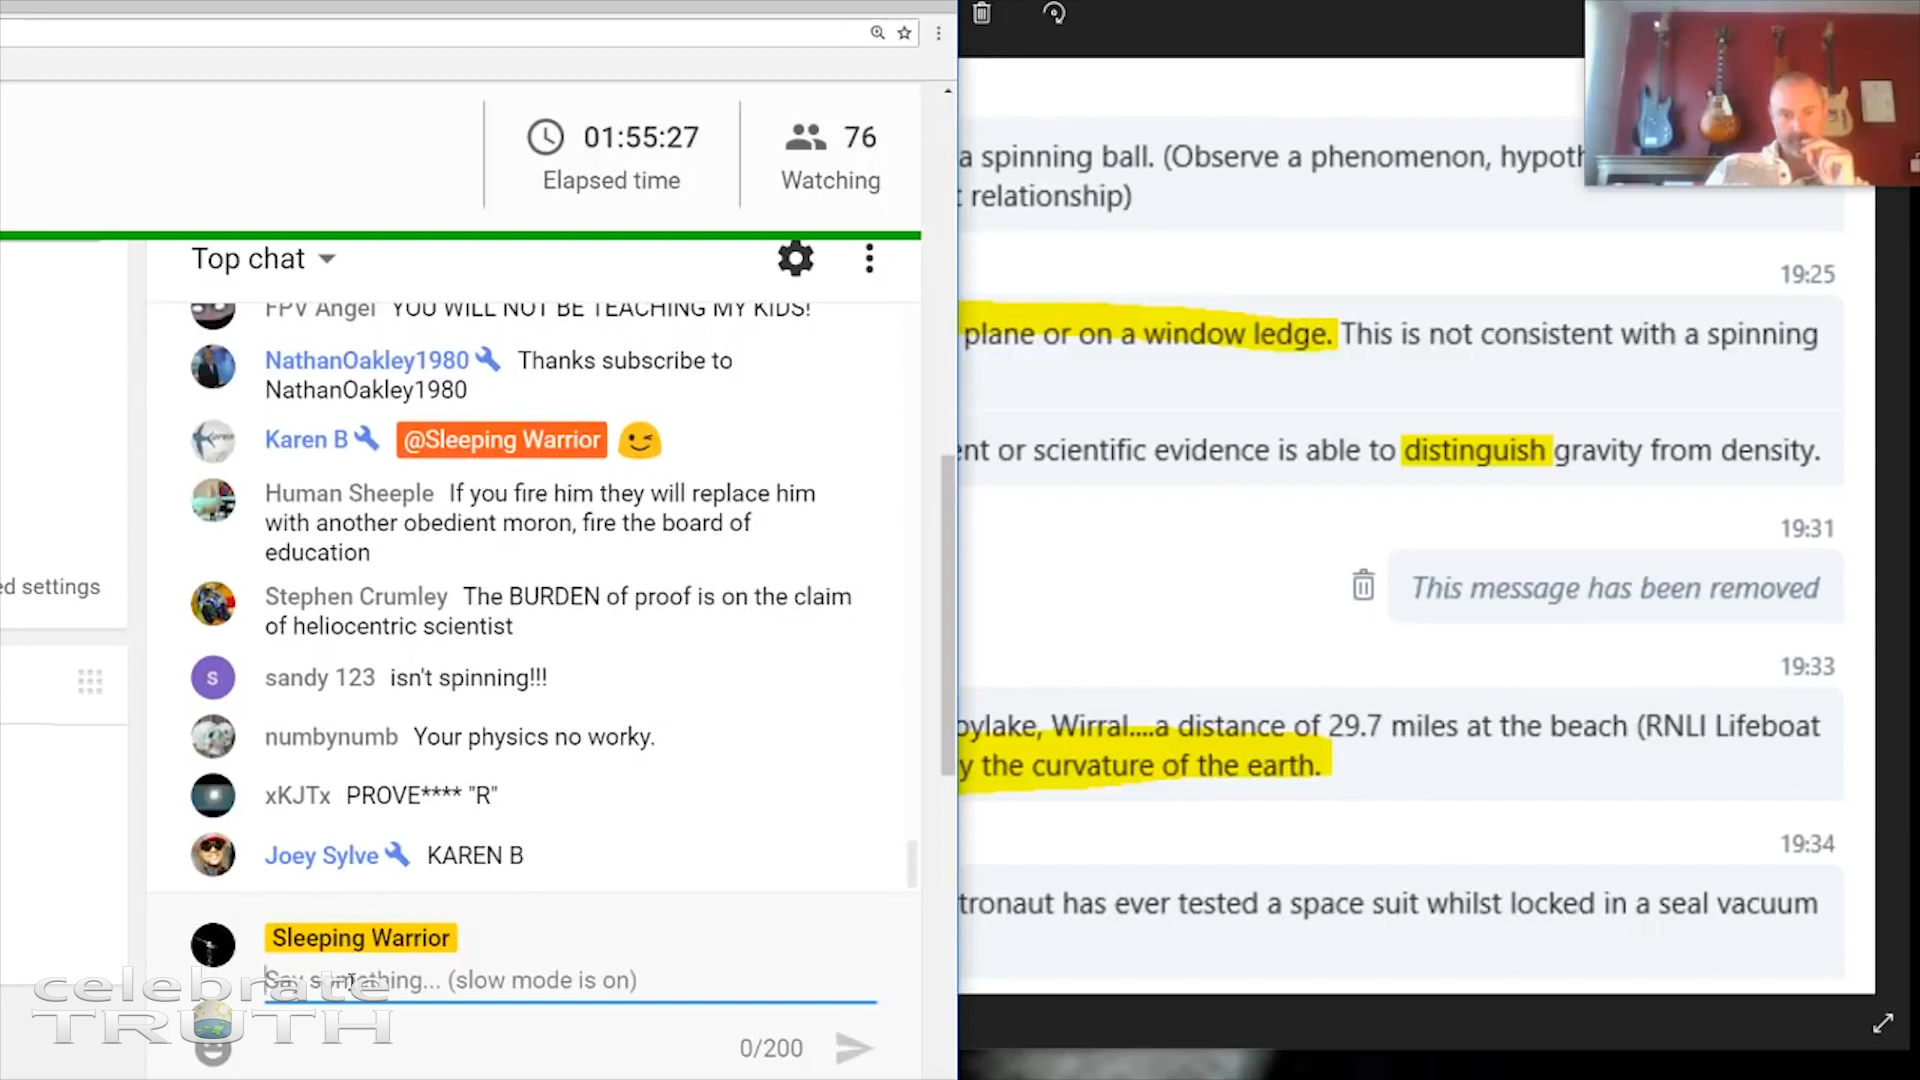 01:55:27
Elapsed time
76
Watching
Top chat
FPV Angel YOU WILL NOT BE TEACHING MY KIDS!
NathanOakley1980 Thanks subscribe to
NathanOakley1980
Karen B @Sleeping Warrior
Human Sheeple If you fire him they will replace him
with another obedient moron, fire the board of
education
Stephen Crumley The BURDEN of proof is on the claim
of heliocentric scientist
S
sandy 123 isn't spinning!!!
numbynumb Your physics no worky.
xKJTx PROVE**** "R"
Joey Sylve KAREN B
Sleeping Warrior
Say something... (slow mode is on)
0/200
ed settings
celebrate
TRUTH
a spinning ball. (Observe a phenomenon, hypoth
relationship)
19:25
plane or on a window ledge. This is not consistent with a spinning
ent or scientific evidence is able to distinguish gravity from density.
19:31
This message has been removed
19:33
oylake, Wirral....a distance of 29.7 miles at the beach (RNLI Lifeboat
y the curvature of the earth.
19:34
tronaut has ever tested a space suit whilst locked in a seal vacuum